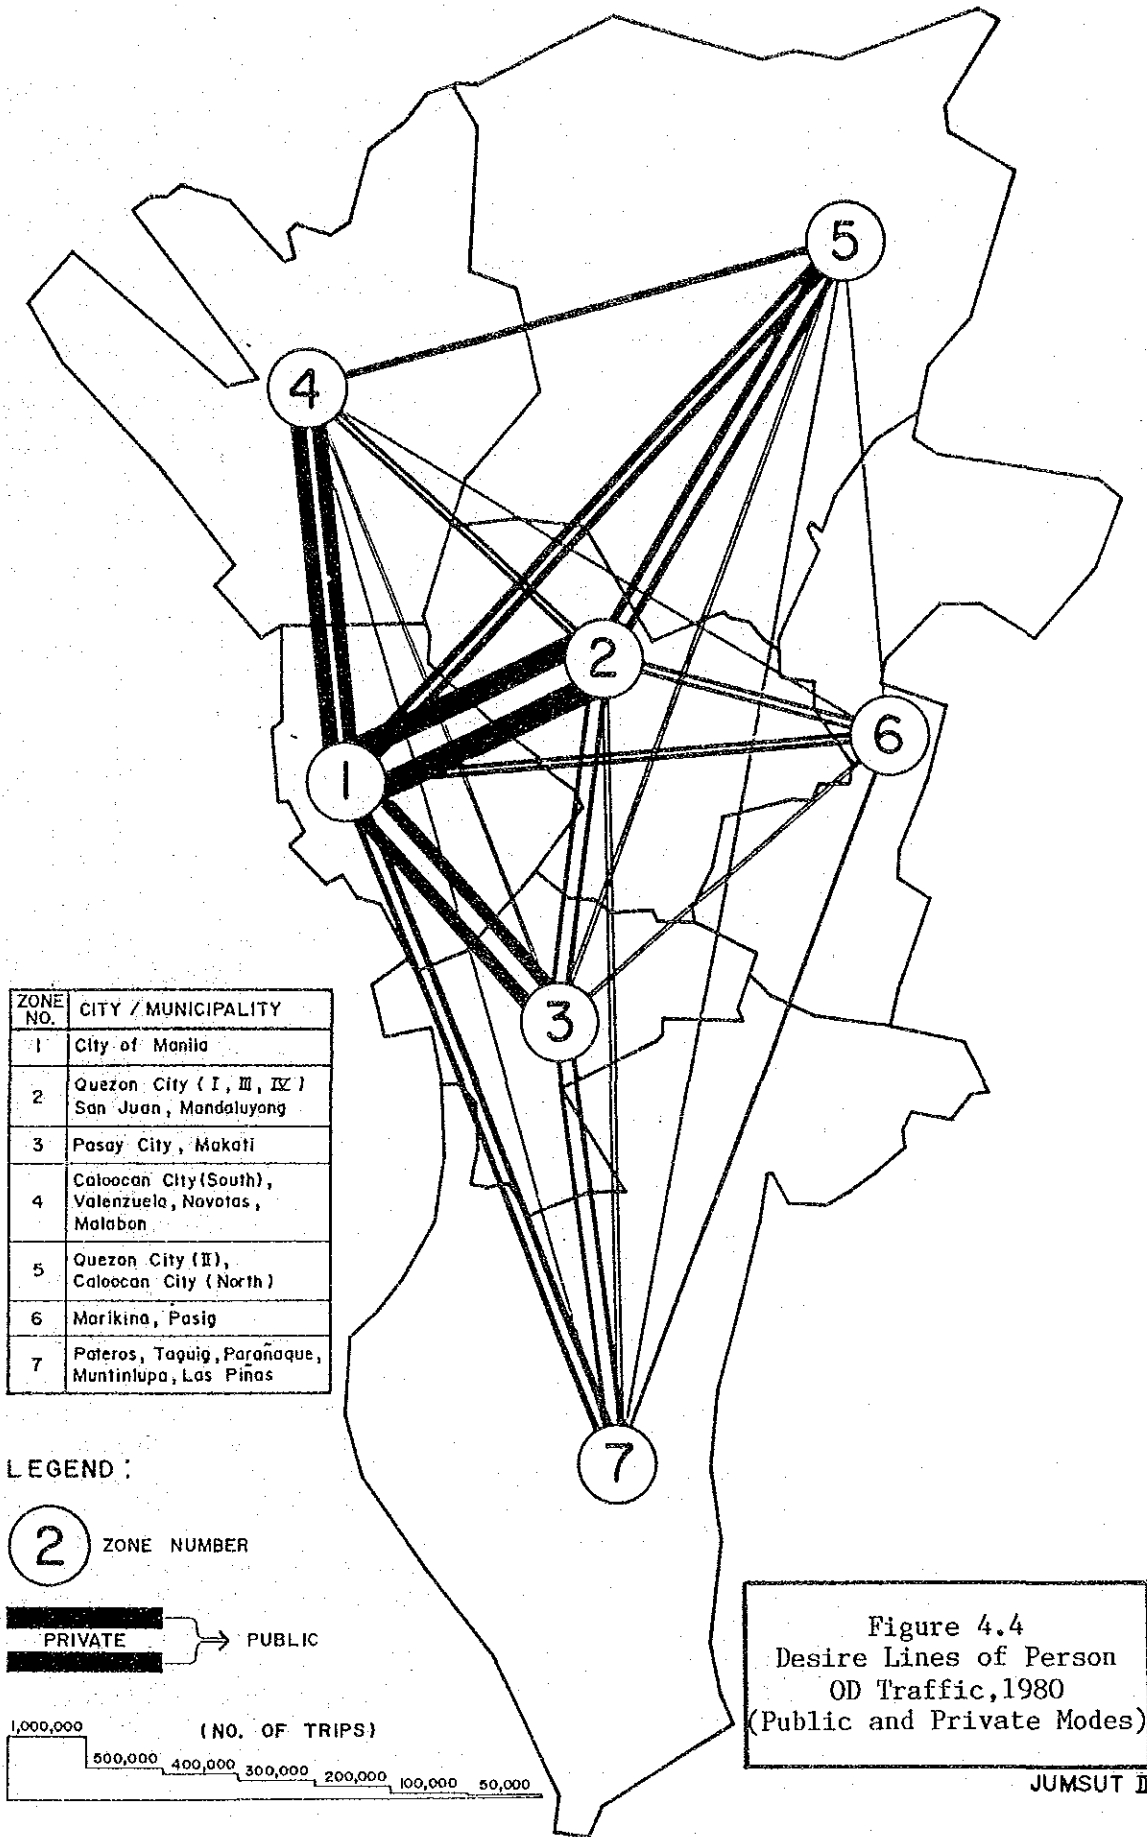 5
4
2
6
1
3
7
ZONE NO. CITY / MUNICIPALITY
1 City of Manila
2 Quezon City ( I , III , IV )
San Juan , Mandaluyong
3 Pasay City , Makati
4 Caloocan City (South) ,
Valenzuela , Navotas ,
Malabon
5 Quezon City (II) ,
Caloocan City ( North )
6 Marikina, Pasig
7 Pateros, Taguig, Parañaque,
Muntinlupa, Las Piñas
LEGEND :
2 ZONE NUMBER
PRIVATE PUBLIC
(NO. OF TRIPS)
1,000,000 500,000 400,000 300,000 200,000 100,000 50,000
Figure 4.4
Desire Lines of Person
OD Traffic,1980
(Public and Private Modes)
JUMSUT II